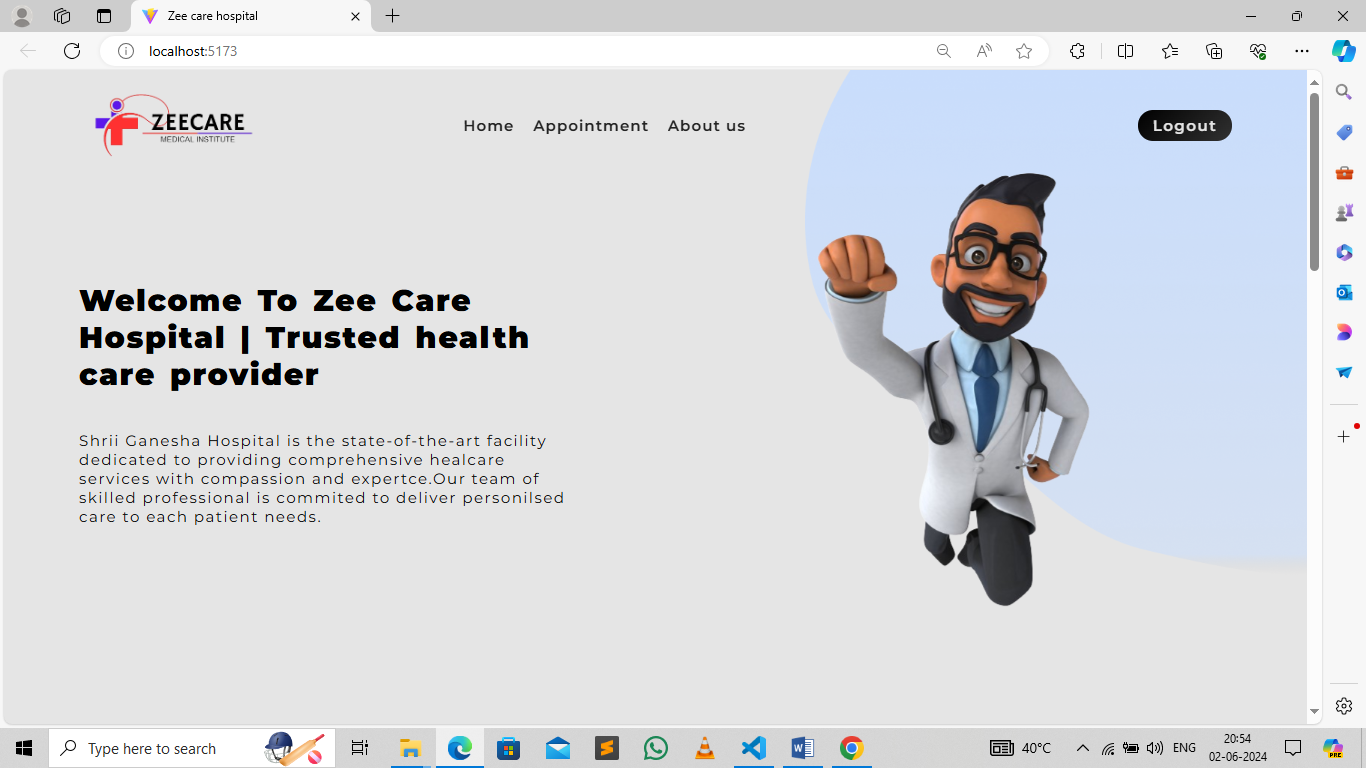 Zee care hospital
localhost:5173
ZEECARE
MEDICAL INSTITUTE
Home Appointment About us
Logout
Welcome To Zee Care
Hospital | Trusted health
care provider
Shrii Ganesha Hospital is the state-of-the-art facility
dedicated to providing comprehensive healcare
services with compassion and expertce.Our team of
skilled professional is commited to deliver personilsed
care to each patient needs.
Type here to search
40°C
ENG
20:54
02-06-2024
PRE